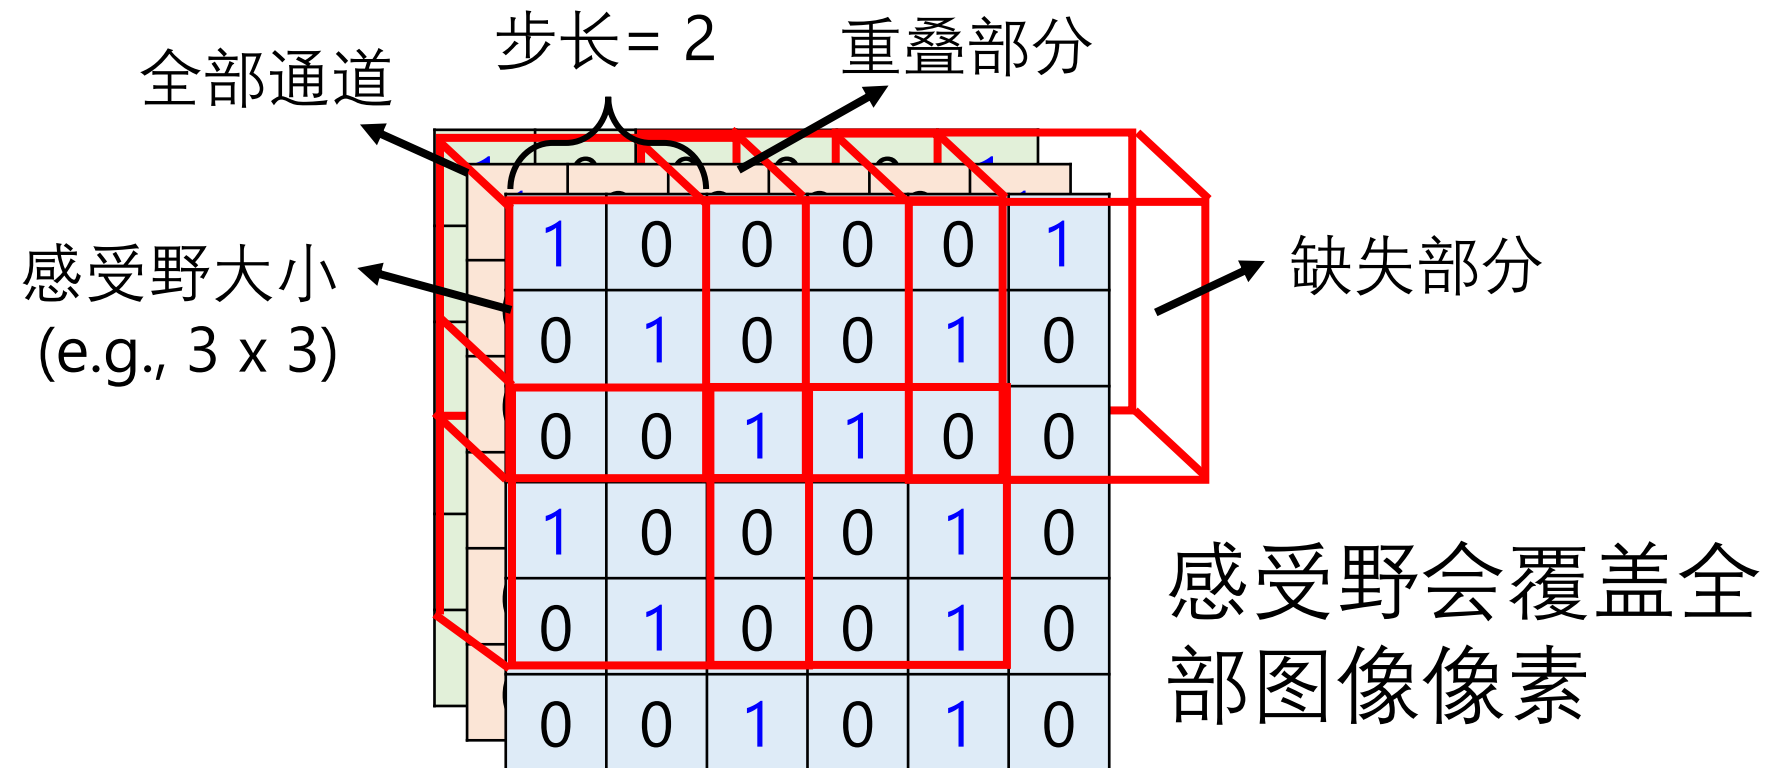 步长= 2
重叠部分
全部通道
感受野大小
(e.g., 3 x 3)
缺失部分
1 0 0 0 0 1
0 1 0 0 1 0
0 0 1 1 0 0
1 0 0 0 1 0
0 1 0 0 1 0
0 0 1 0 1 0
感受野会覆盖全
部图像像素